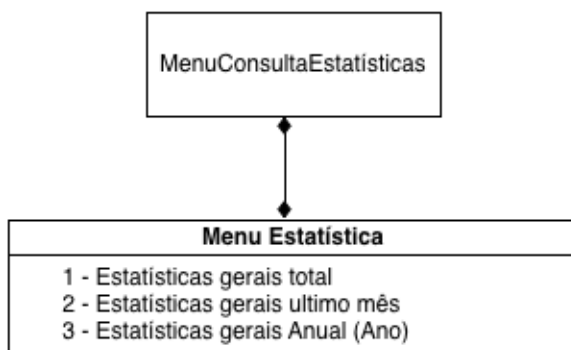 MenuConsultaEstatísticas
Menu Estatística
1 - Estatísticas gerais total
2 - Estatísticas gerais ultimo mês
3 - Estatísticas gerais Anual (Ano)